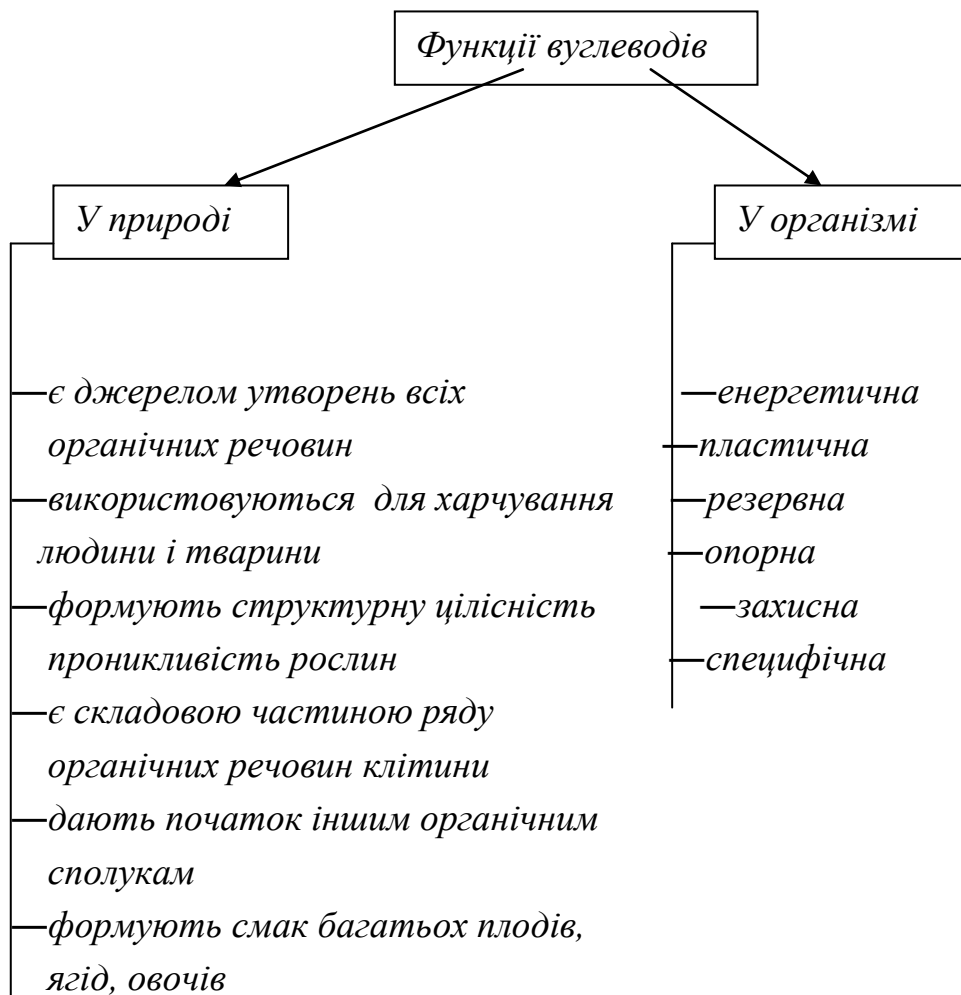 Функції вуглеводів
У природі
є джерелом утворень всіх
органічних речовин
використовуються для харчування
людини і тварини
формують структурну цілісність
проникливість рослин
є складовою частиною ряду
органічних речовин клітини
дають початок іншим органічним
сполукам
формують смак багатьох плодів,
ягід, овочів
У організмі
енергетична
пластична
резервна
опорна
захисна
специфічна